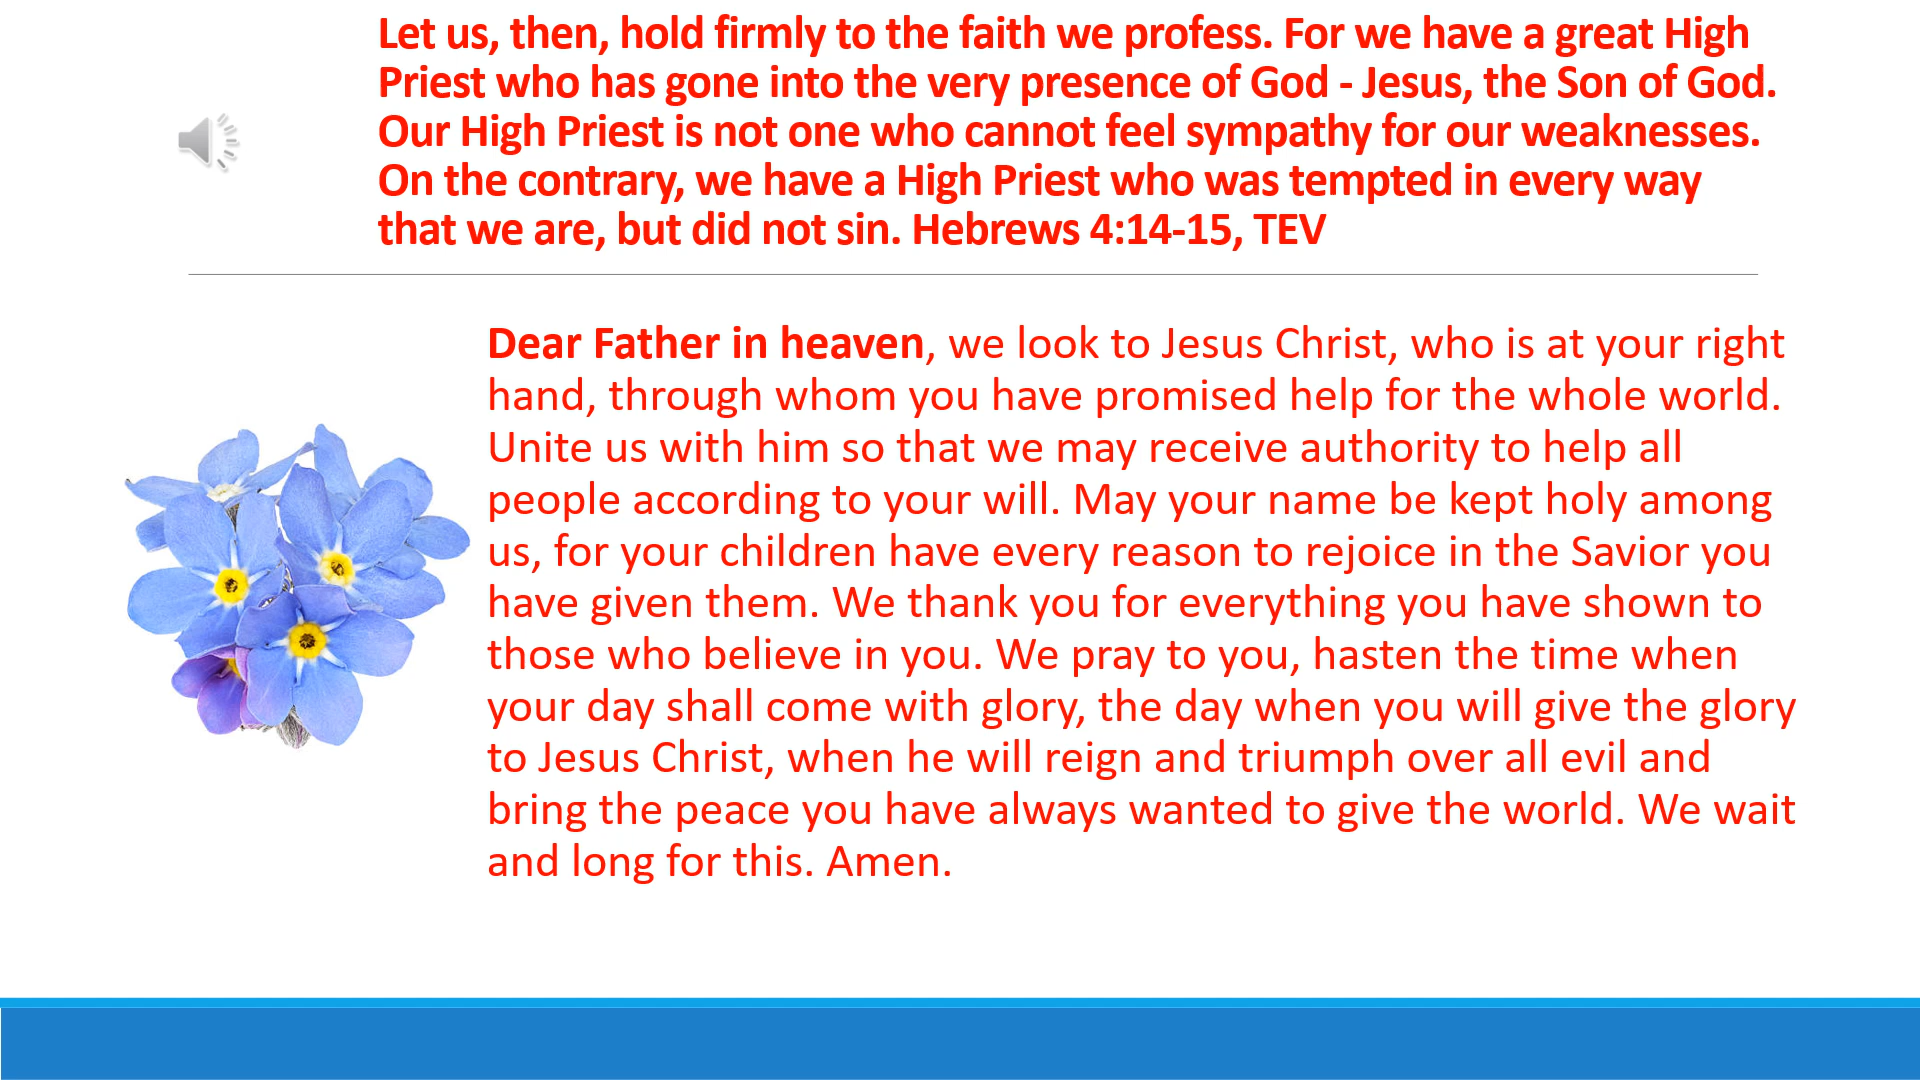 Let us, then, hold firmly to the faith we profess. For we have a great High
Priest who has gone into the very presence of God - Jesus, the Son of God.
Our High Priest is not one who cannot feel sympathy for our weaknesses.
On the contrary, we have a High Priest who was tempted in every way
that we are, but did not sin. Hebrews 4:14-15, TEV
Dear Father in heaven, we look to Jesus Christ, who is at your right
hand, through whom you have promised help for the whole world.
Unite us with him so that we may receive authority to help all
people according to your will. May your name be kept holy among
us, for your children have every reason to rejoice in the Savior you
have given them. We thank you for everything you have shown to
those who believe in you. We pray to you, hasten the time when
your day shall come with glory, the day when you will give the glory
to Jesus Christ, when he will reign and triumph over all evil and
bring the peace you have always wanted to give the world. We wait
and long for this. Amen.